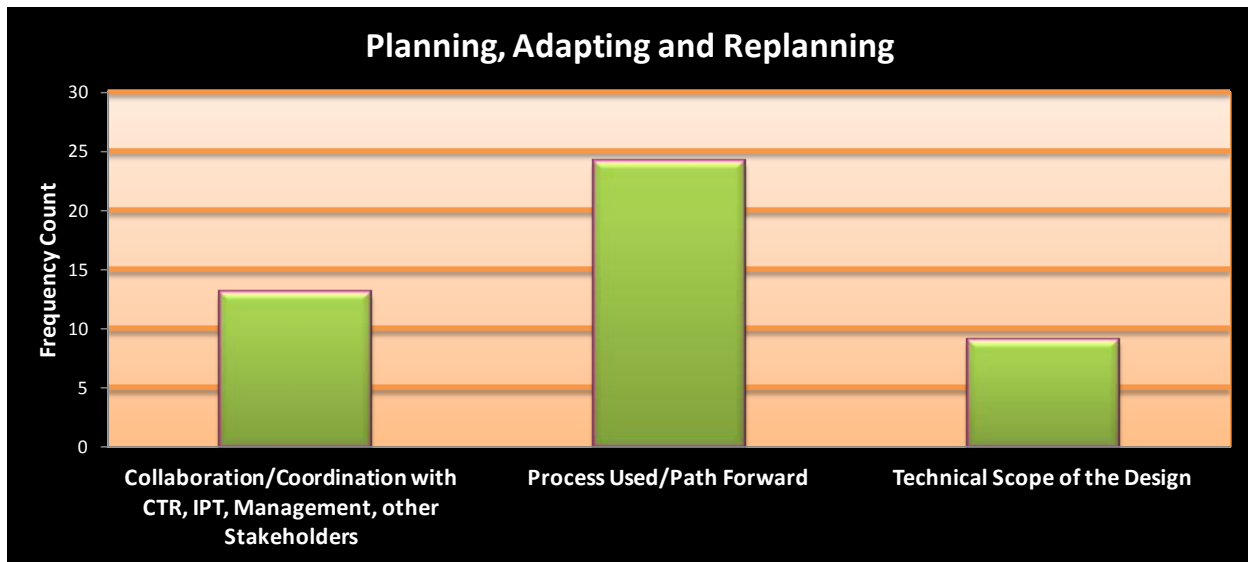 Planning, Adapting and Replanning
30
25
20
15
10
5
0
Frequency Count
Collaboration/Coordination with
CTR, IPT, Management, other
Stakeholders
Process Used/Path Forward
Technical Scope of the Design